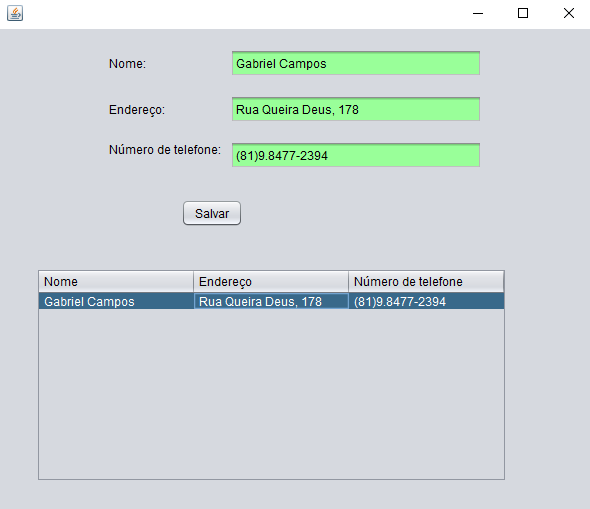 Nome: Gabriel Campos
Endereço: Rua Queira Deus, 178
Número de telefone: (81)9.8477-2394
Salvar
Nome Endereço Número de telefone
Gabriel Campos Rua Queira Deus, 178 (81)9.8477-2394